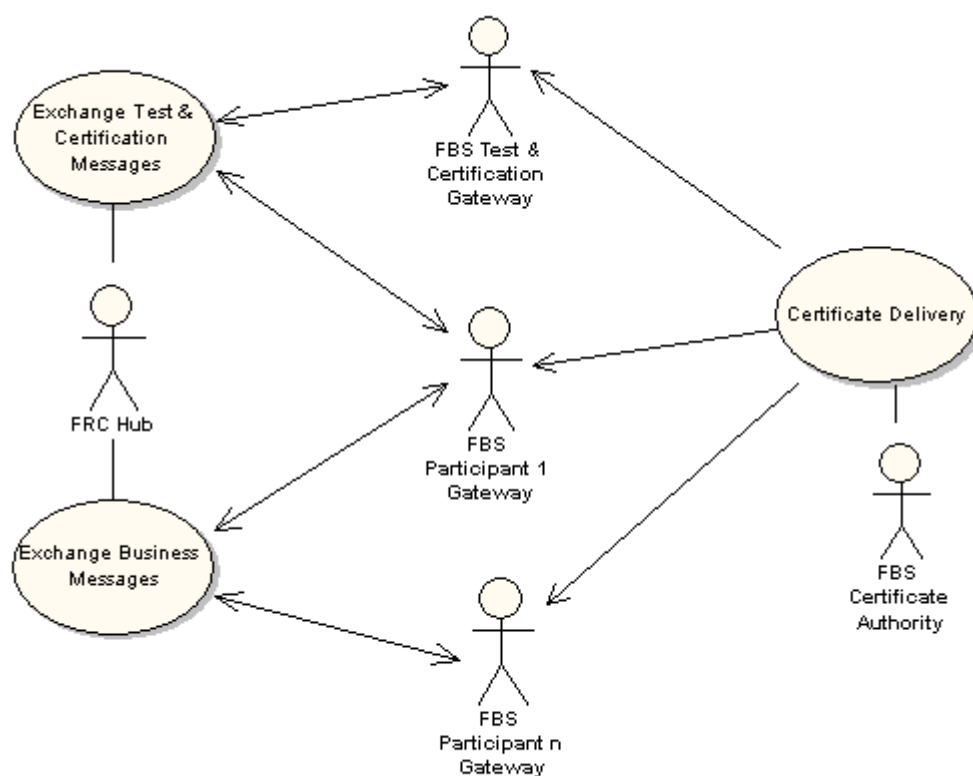 Exchange Test &
Certification
Messages
FBS Test &
Certification
Gateway
Certificate Delivery
FRC Hub
FBS
Participant 1
Gateway
Exchange Business
Messages
FBS
Certificate
Authority
FBS
Participant n
Gateway